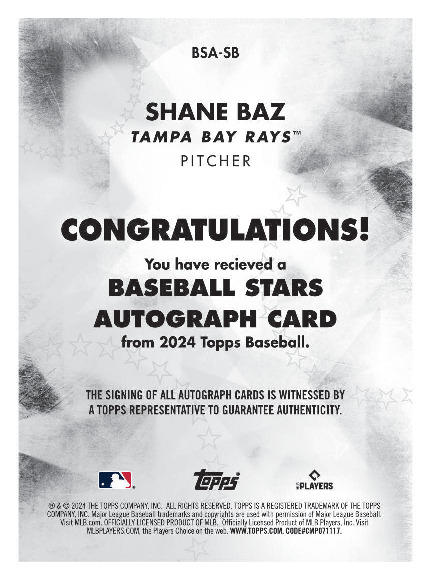 BSA-SB
SHANE BAZ
TAMPA BAY RAYS™
PITCHER
CONGRATULATIONS!
You have recieved a
BASEBALL STARS
AUTOGRAPH CARD
from 2024 Topps Baseball.
THE SIGNING OF ALL AUTOGRAPH CARDS IS WITNESSED BY
A TOPPS REPRESENTATIVE TO GUARANTEE AUTHENTICITY.
Topps
PLAYERS
® & © 2024 THE TOPPS COMPANY, INC. ALL RIGHTS RESERVED. TOPPS IS A REGISTERED TRADEMARK OF THE TOPPS
COMPANY, INC. Major League Baseball trademarks and copyrights are used with permission of Major League Baseball.
Visit MLB.com. OFFICIALLY LICENSED PRODUCT OF MLB. Officially Licensed Product of MLB Players, Inc. Visit
MLBPLAYERS.COM, the Players Choice on the web. WWW.TOPPS.COM. CODE#CMP071117.